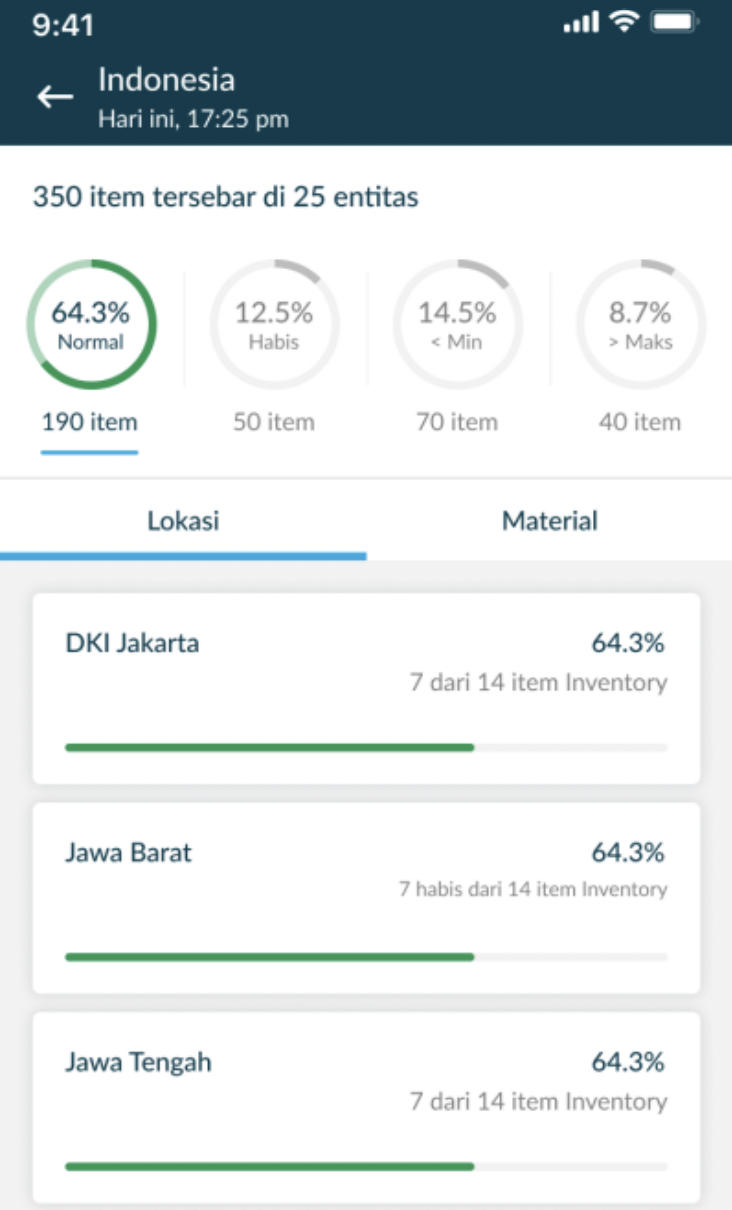 9:41
Indonesia
Hari ini, 17:25 pm
350 item tersebar di 25 entitas
64.3%
Normal
190 item
12.5%
Habis
50 item
14.5%
< Min
70 item
8.7%
> Maks
40 item
Lokasi
Material
DKI Jakarta
64.3%
7 dari 14 item Inventory
Jawa Barat
64.3%
7 habis dari 14 item Inventory
Jawa Tengah
64.3%
7 dari 14 item Inventory